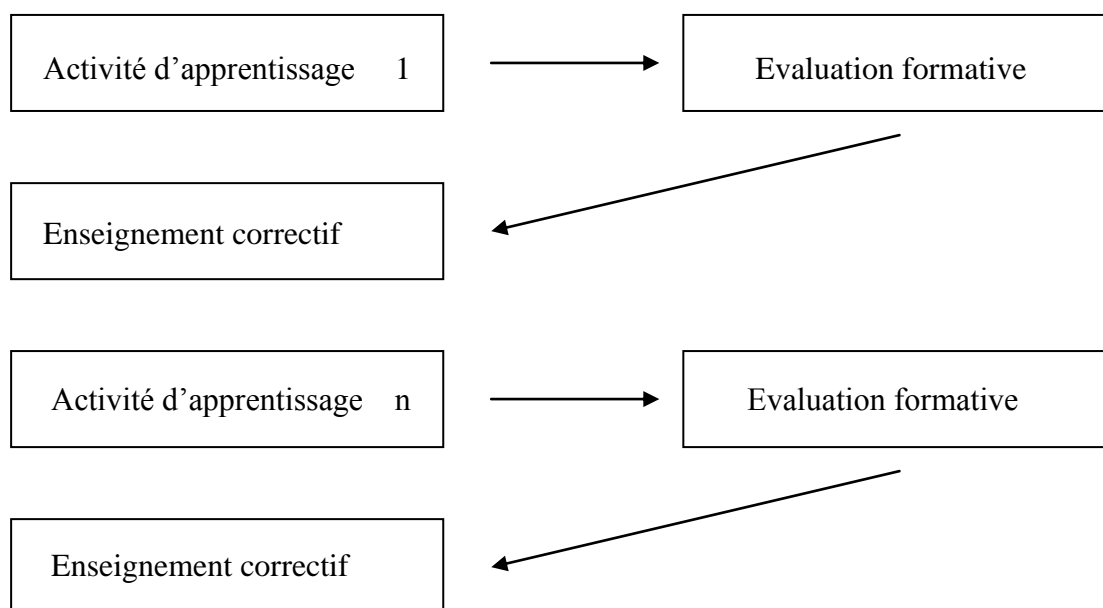 Activité d’apprentissage 1
Evaluation formative
Enseignement correctif
Activité d’apprentissage n
Evaluation formative
Enseignement correctif